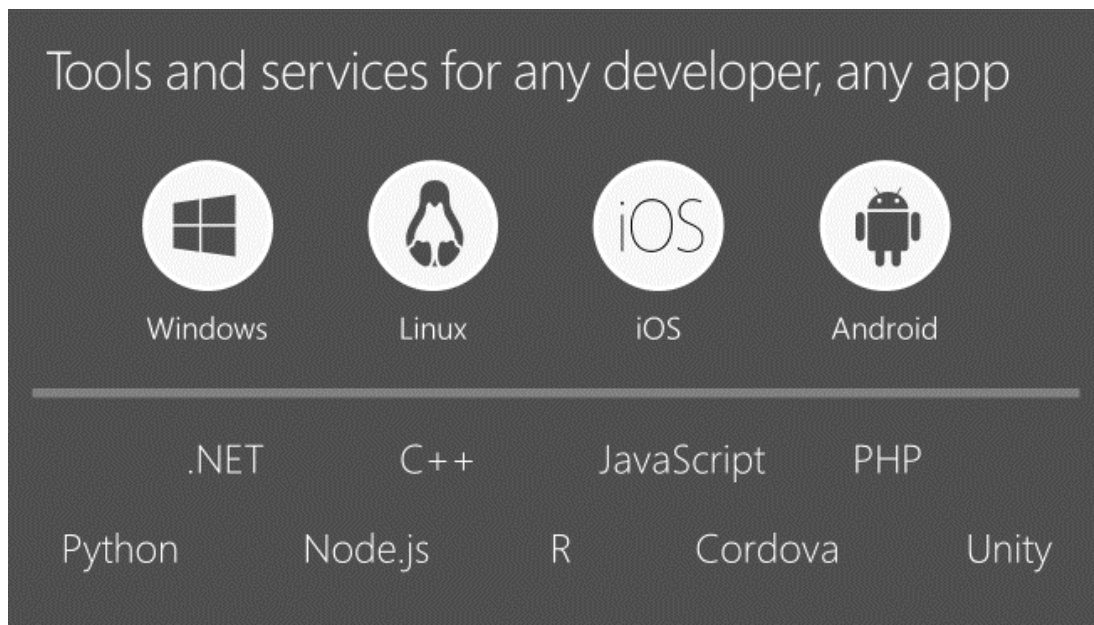 Tools and services for any developer, any app
iOS
Windows Linux iOS Android
.NET C++ JavaScript PHP
Python Node.js R Cordova Unity